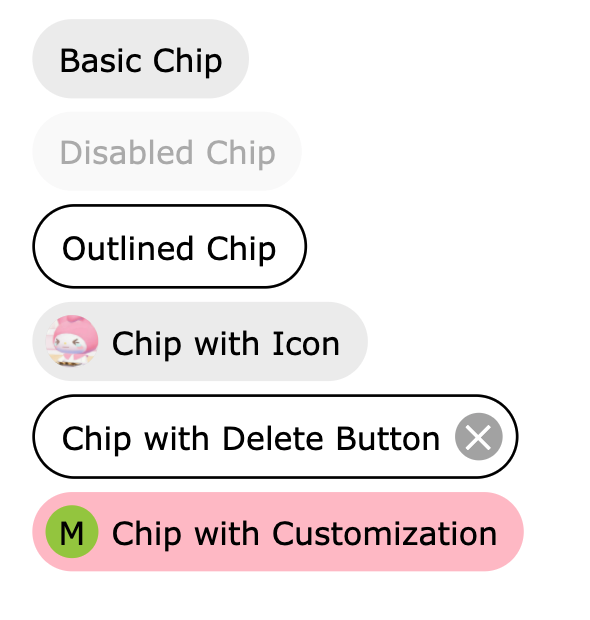 Basic Chip
Disabled Chip
Outlined Chip
Chip with Icon
Chip with Delete Button
M Chip with Customization